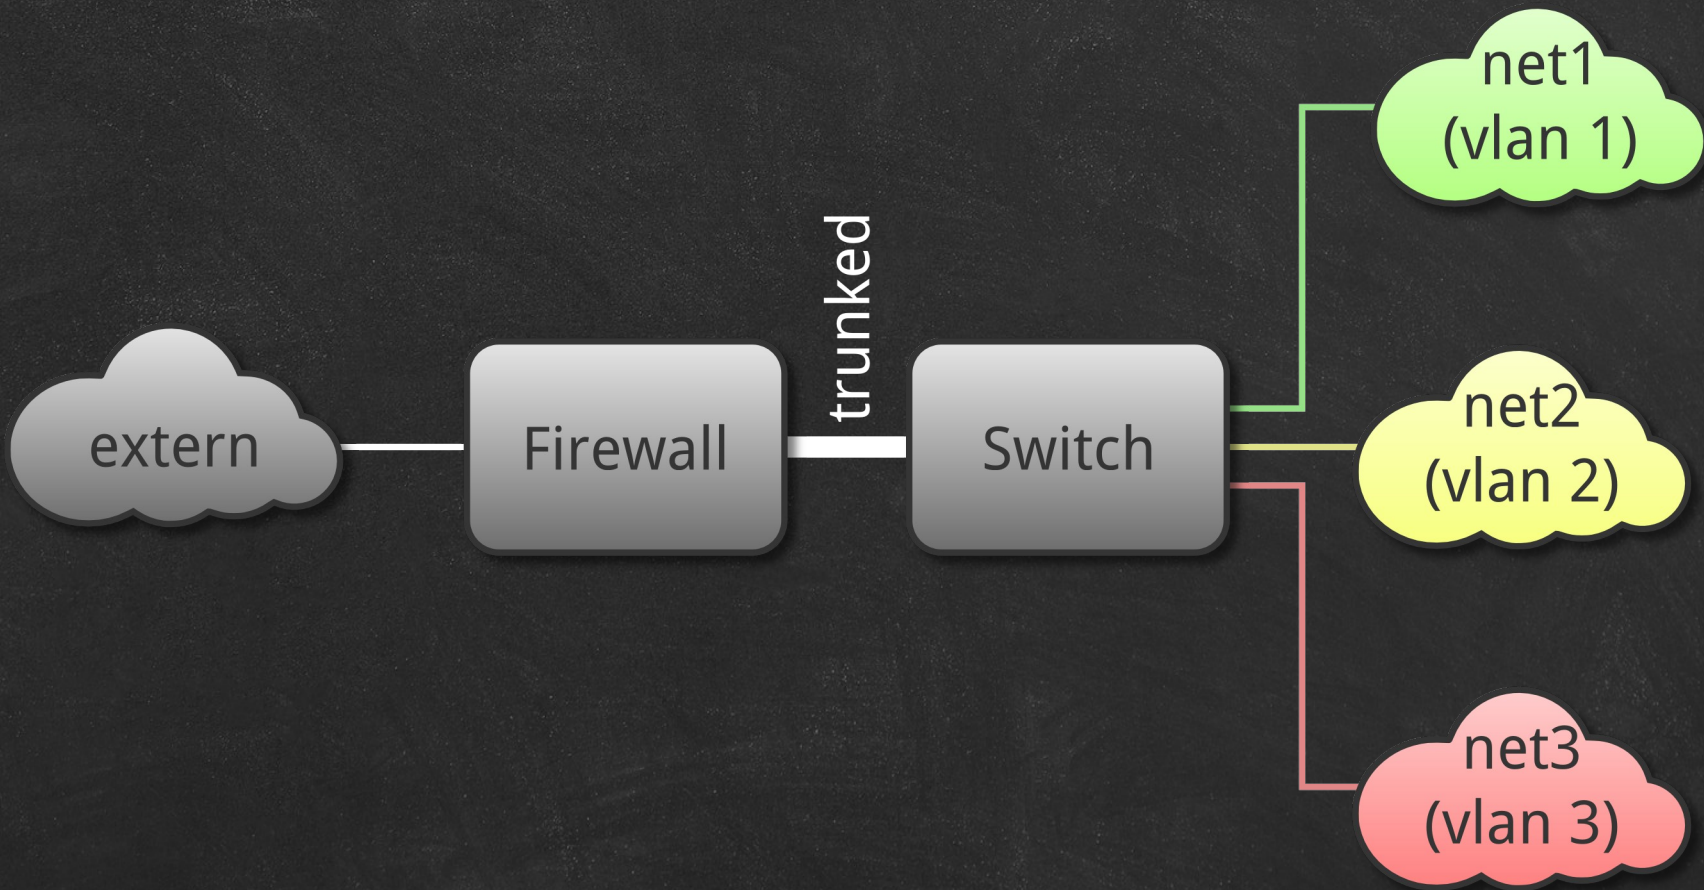 extern
Firewall
trunked
Switch
net1
(vlan 1)
net2
(vlan 2)
net3
(vlan 3)